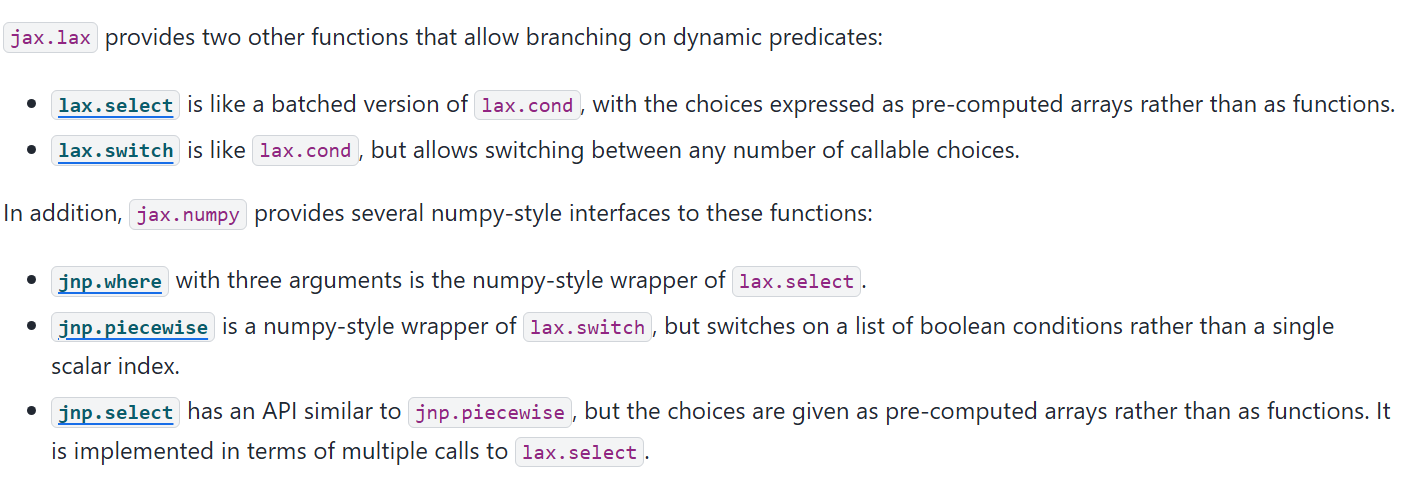 jax.lax provides two other functions that allow branching on dynamic predicates:
• lax.select is like a batched version of lax.cond, with the choices expressed as pre-computed arrays rather than as functions.
• lax.switch is like lax.cond, but allows switching between any number of callable choices.
In addition, jax.numpy provides several numpy-style interfaces to these functions:
• jnp.where with three arguments is the numpy-style wrapper of lax.select.
• jnp.piecewise is a numpy-style wrapper of lax.switch, but switches on a list of boolean conditions rather than a single
scalar index.
• jnp.select has an API similar to jnp.piecewise, but the choices are given as pre-computed arrays rather than as functions. It
is implemented in terms of multiple calls to lax.select.